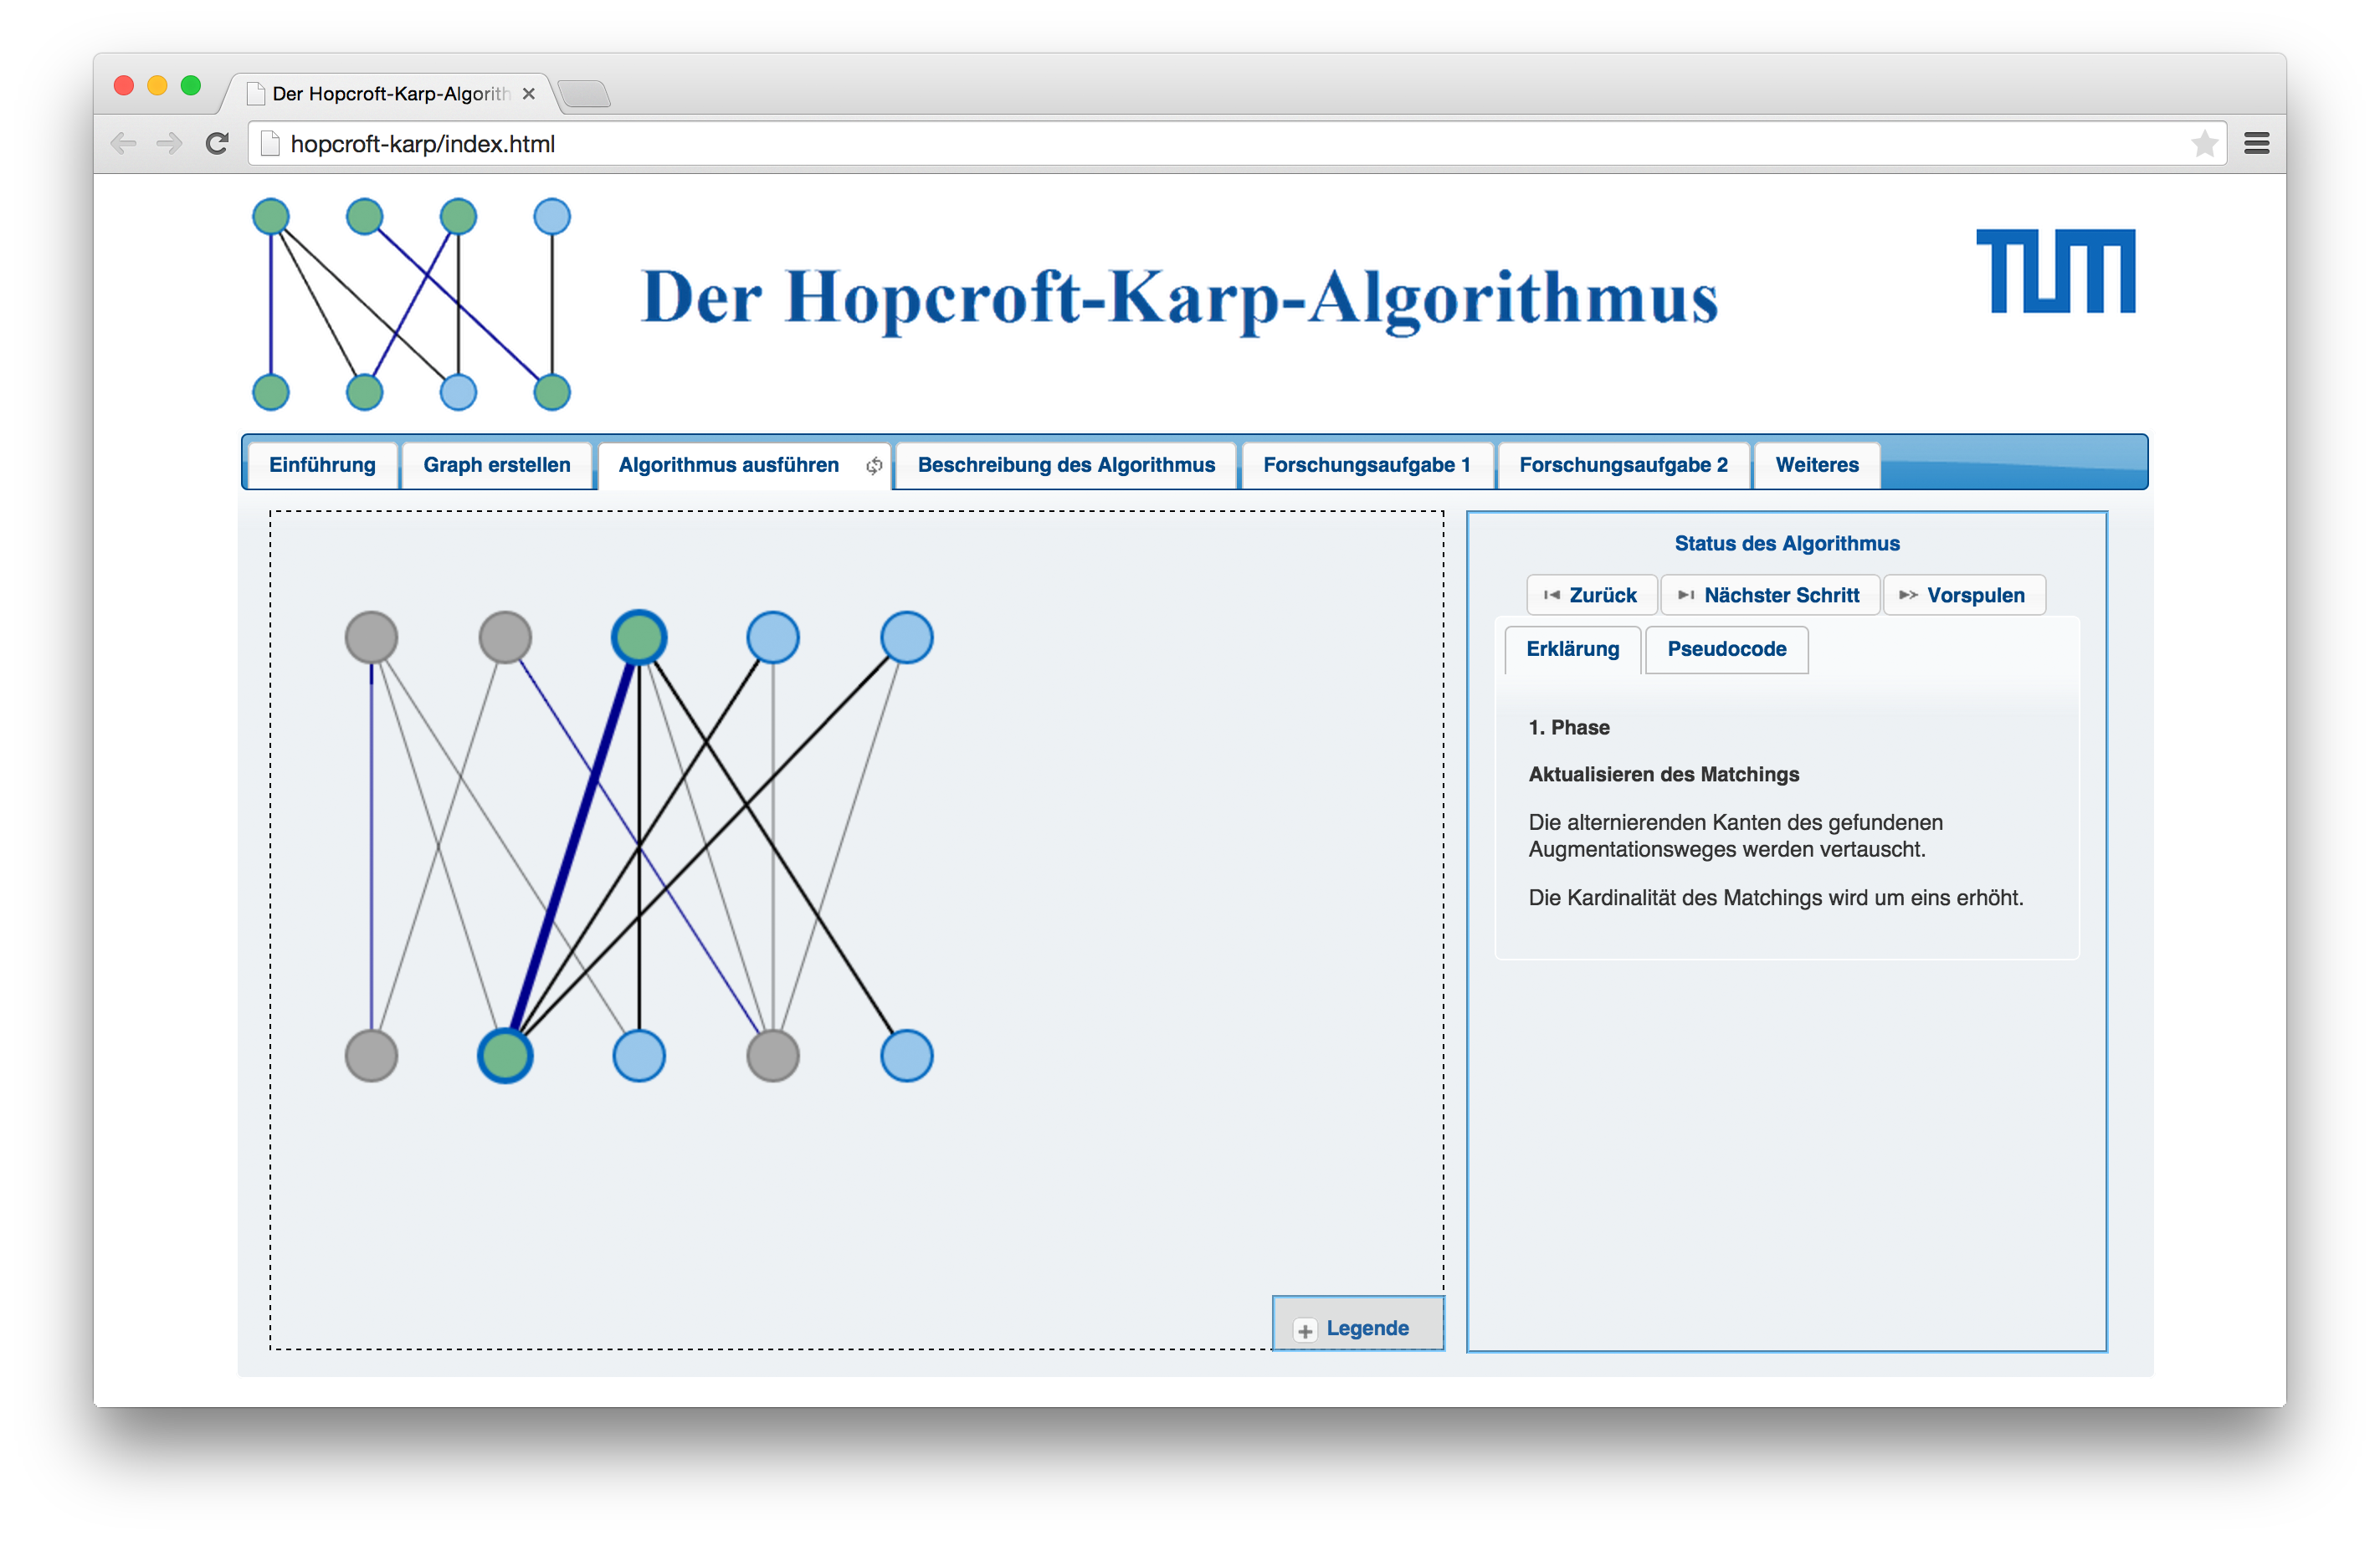 Der Hopcroft-Karp-Algorith
hopcroft-karp/index.html
Der Hopcroft-Karp-Algorithmus
TUM
Einführung
Graph erstellen
Algorithmus ausführen
Beschreibung des Algorithmus
Forschungsaufgabe 1
Forschungsaufgabe 2
Weiteres
Status des Algorithmus
Zurück
Nächster Schritt
Vorspulen
Erklärung
Pseudocode
1. Phase
Aktualisieren des Matchings
Die alternierenden Kanten des gefundenen
Augmentationsweges werden vertauscht.
Die Kardinalität des Matchings wird um eins erhöht.
Legende